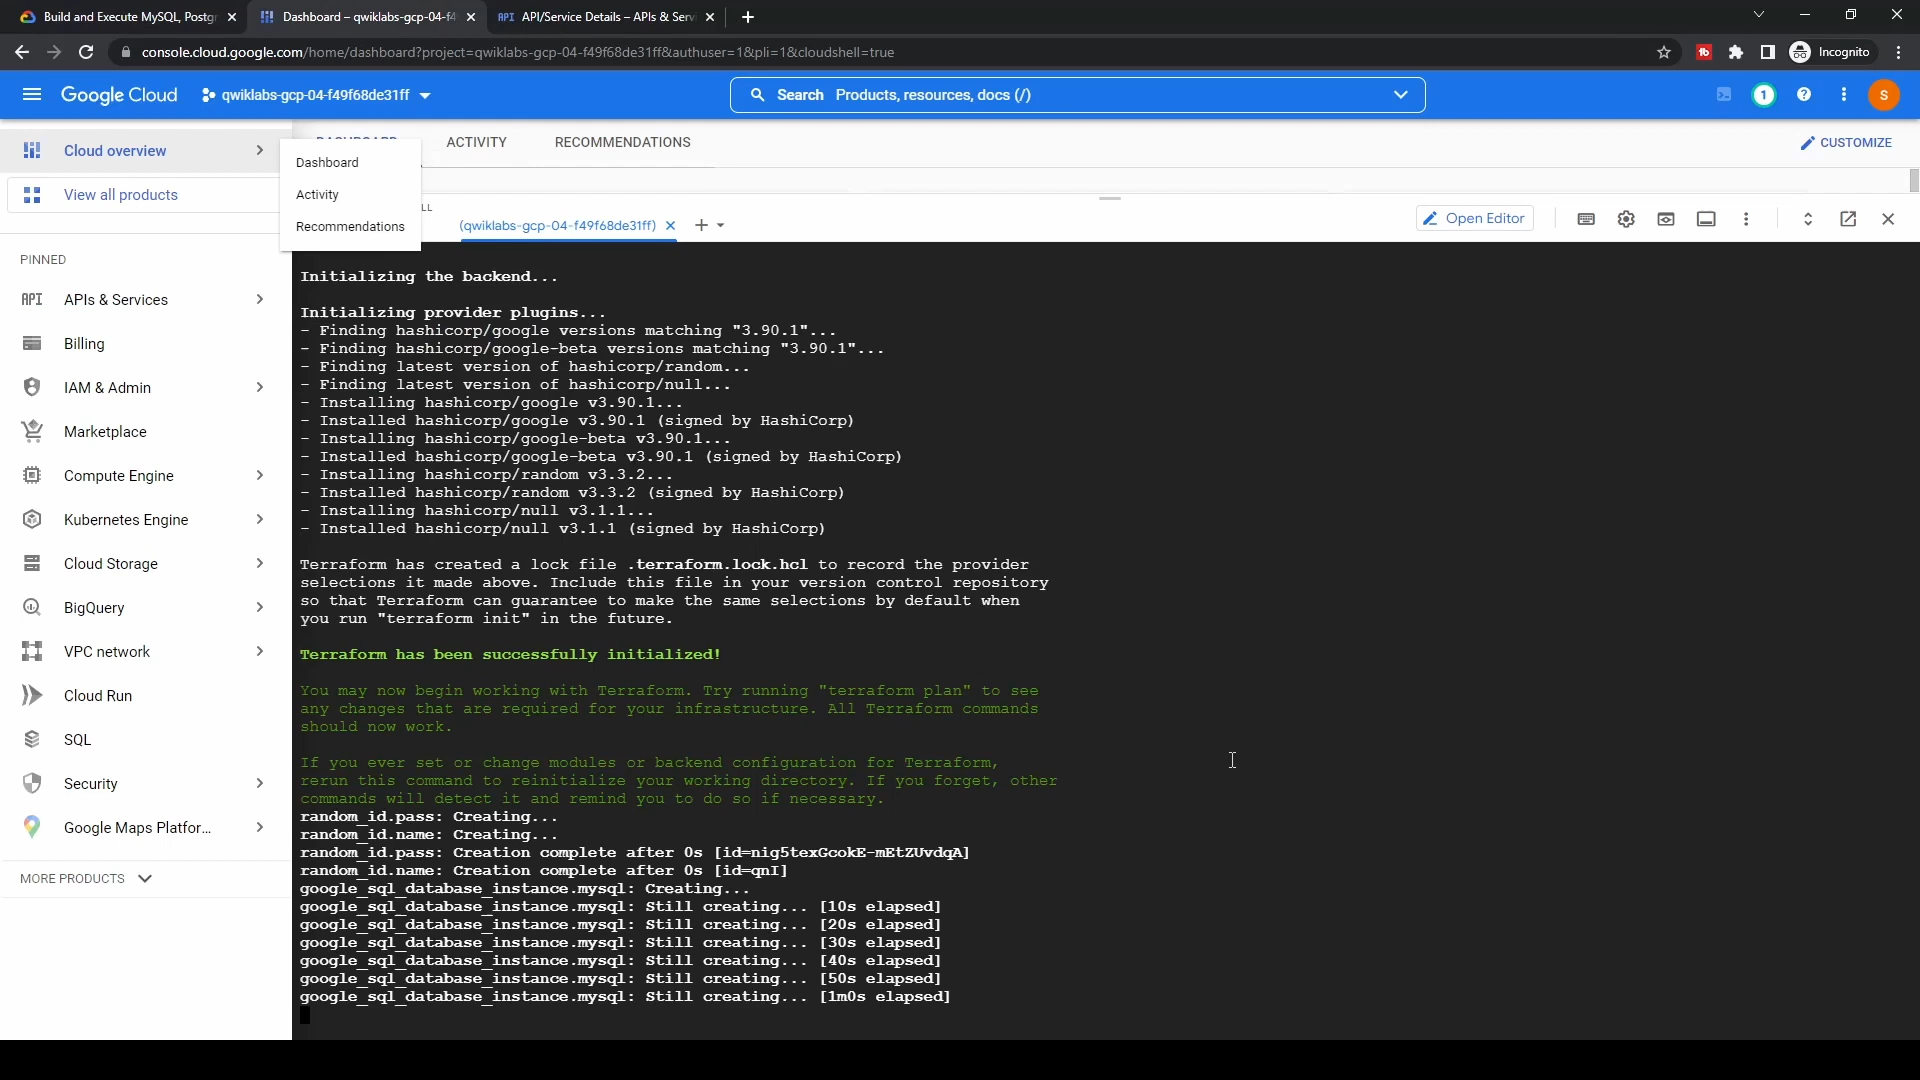 Build and Execute MySQL, Postgr
Dashboard – qwiklabs-gcp-04-f4
API API/Service Details – APIs & Serv
console.cloud.google.com/home/dashboard?project=qwiklabs-gcp-04-f49f68de31ff&authuser=1&pli=1&cloudshell=true
Incognito
Google Cloud
qwiklabs-gcp-04-f49f68de31ff
Search Products, resources, docs (/)
1
S
Cloud overview
View all products
PINNED
API APIs & Services
Billing
IAM & Admin
Marketplace
Compute Engine
Kubernetes Engine
Cloud Storage
BigQuery
VPC network
Cloud Run
SQL
Security
Google Maps Platfor...
MORE PRODUCTS
DASHBOARD
ACTIVITY
RECOMMENDATIONS
CUSTOMIZE
Dashboard
Activity
Recommendations
LL
(qwiklabs-gcp-04-f49f68de31ff)
Open Editor
Initializing the backend...
Initializing provider plugins...
- Finding hashicorp/google versions matching "3.90.1"...
- Finding hashicorp/google-beta versions matching "3.90.1"...
- Finding latest version of hashicorp/random...
- Finding latest version of hashicorp/null...
- Installing hashicorp/google v3.90.1...
- Installed hashicorp/google v3.90.1 (signed by HashiCorp)
- Installing hashicorp/google-beta v3.90.1...
- Installed hashicorp/google-beta v3.90.1 (signed by HashiCorp)
- Installing hashicorp/random v3.3.2...
- Installed hashicorp/random v3.3.2 (signed by HashiCorp)
- Installing hashicorp/null v3.1.1...
- Installed hashicorp/null v3.1.1 (signed by HashiCorp)
Terraform has created a lock file .terraform.lock.hcl to record the provider
selections it made above. Include this file in your version control repository
so that Terraform can guarantee to make the same selections by default when
you run "terraform init" in the future.
Terraform has been successfully initialized!
You may now begin working with Terraform. Try running "terraform plan" to see
any changes that are required for your infrastructure. All Terraform commands
should now work.
If you ever set or change modules or backend configuration for Terraform,
rerun this command to reinitialize your working directory. If you forget, other
commands will detect it and remind you to do so if necessary.
random_id.pass: Creating...
random_id.name: Creating...
random_id.pass: Creation complete after 0s [id=nig5texGcokE-mEtZUvdqA]
random_id.name: Creation complete after 0s [id=qnI]
google_sql_database_instance.mysql: Creating...
google_sql_database_instance.mysql: Still creating... [10s elapsed]
google_sql_database_instance.mysql: Still creating... [20s elapsed]
google_sql_database_instance.mysql: Still creating... [30s elapsed]
google_sql_database_instance.mysql: Still creating... [40s elapsed]
google_sql_database_instance.mysql: Still creating... [50s elapsed]
google_sql_database_instance.mysql: Still creating... [1m0s elapsed]